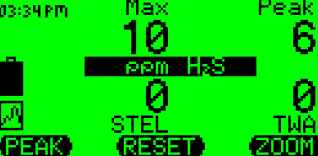 03:34PM Max Peak
10 6
ppm H₂S
0 0
STEL TWA
PEAK RESET ZOOM